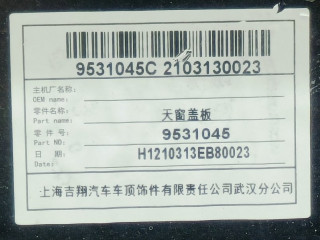 9531045C 2103130023
主机厂名称:
OEM name:
零件名称: 天窗盖板
Part name:
零 件 号: 9531045
Part number:
日 期: H1210313EB80023
Date:
上海吉翔汽车车顶饰件有限责任公司武汉分公司